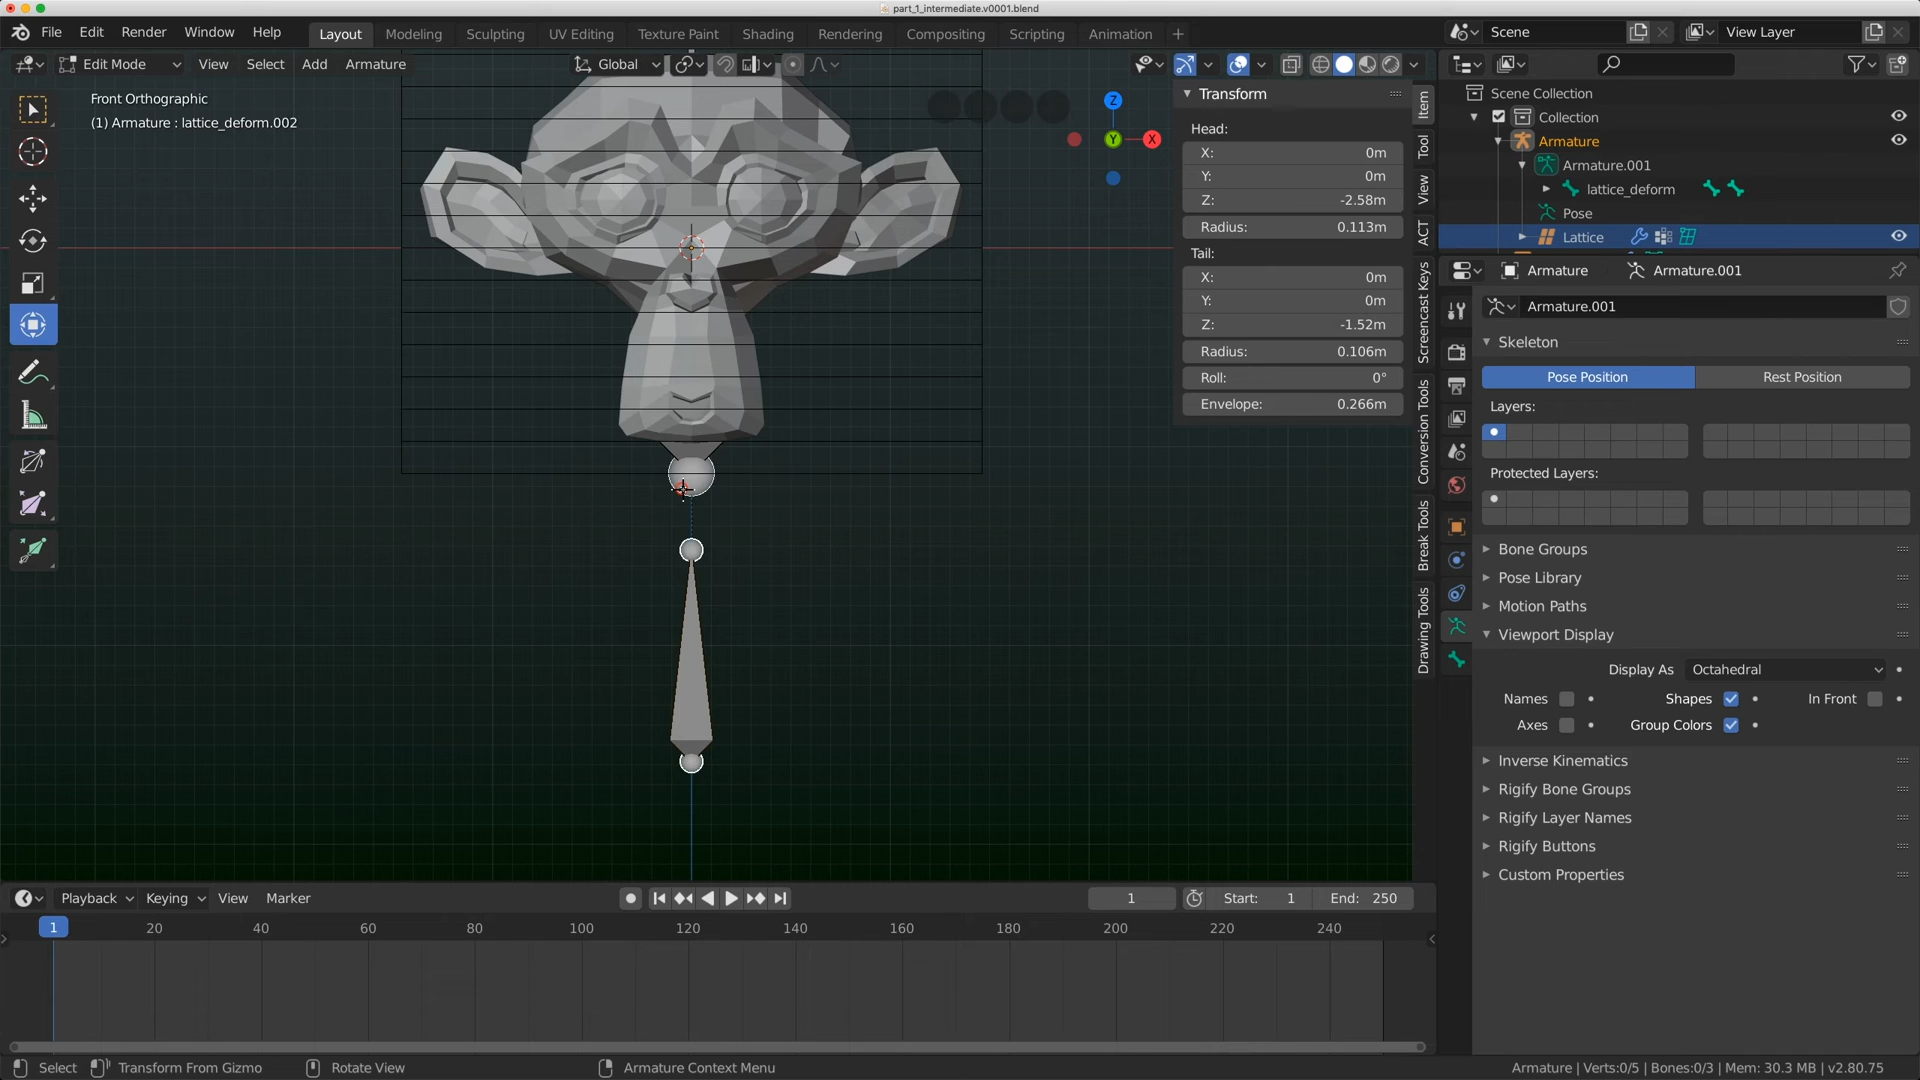 part_1_intermediate.v0001.blend
File Edit Render Window Help Layout Modeling Sculpting UV Editing Texture Paint Shading Rendering Compositing Scripting Animation + Scene View Layer
Edit Mode View Select Add Armature Global
Front Orthographic
(1) Armature : lattice_deform.002
Z
Y
X
Transform
Head:
X: 0m
Y: 0m
Z: -2.58m
Radius: 0.113m
Tail:
X: 0m
Y: 0m
Z: -1.52m
Radius: 0.106m
Roll: 0°
Envelope: 0.266m
Item
Tool
View
ACT
Screencast Keys
Conversion Tools
Break Tools
Drawing Tools
Scene Collection
Collection
Armature
Armature.001
lattice_deform
Pose
Lattice
Armature Armature.001
Armature.001
Skeleton
Pose Position Rest Position
Layers:
Protected Layers:
Bone Groups
Pose Library
Motion Paths
Viewport Display
Display As Octahedral
Names Shapes In Front
Axes Group Colors
Inverse Kinematics
Rigify Bone Groups
Rigify Layer Names
Rigify Buttons
Custom Properties
Playback Keying View Marker 1 Start: 1 End: 250
1 20 40 60 80 100 120 140 160 180 200 220 240
Select Transform From Gizmo Rotate View Armature Context Menu Armature | Verts:0/5 | Bones:0/3 | Mem: 30.3 MB | v2.80.75